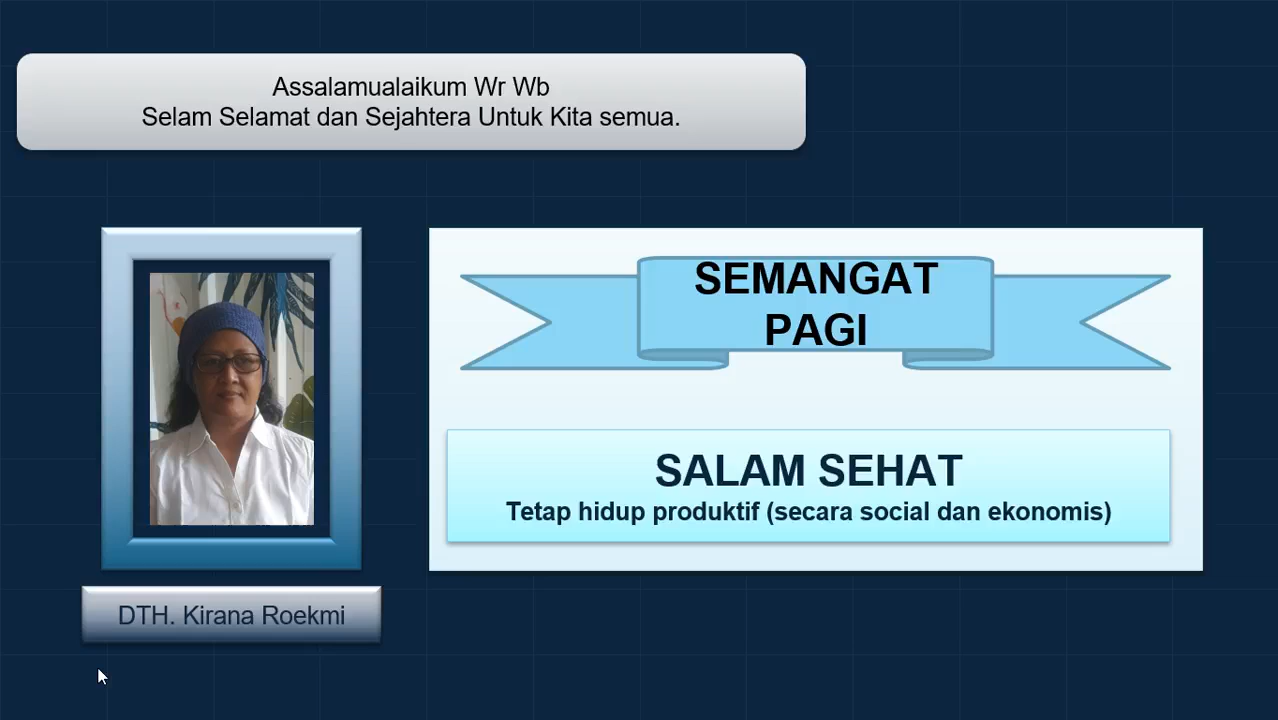 Assalamualaikum Wr Wb
Selam Selamat dan Sejahtera Untuk Kita semua.
SEMANGAT
PAGI
SALAM SEHAT
Tetap hidup produktif (secara social dan ekonomis)
DTH. Kirana Roekmi